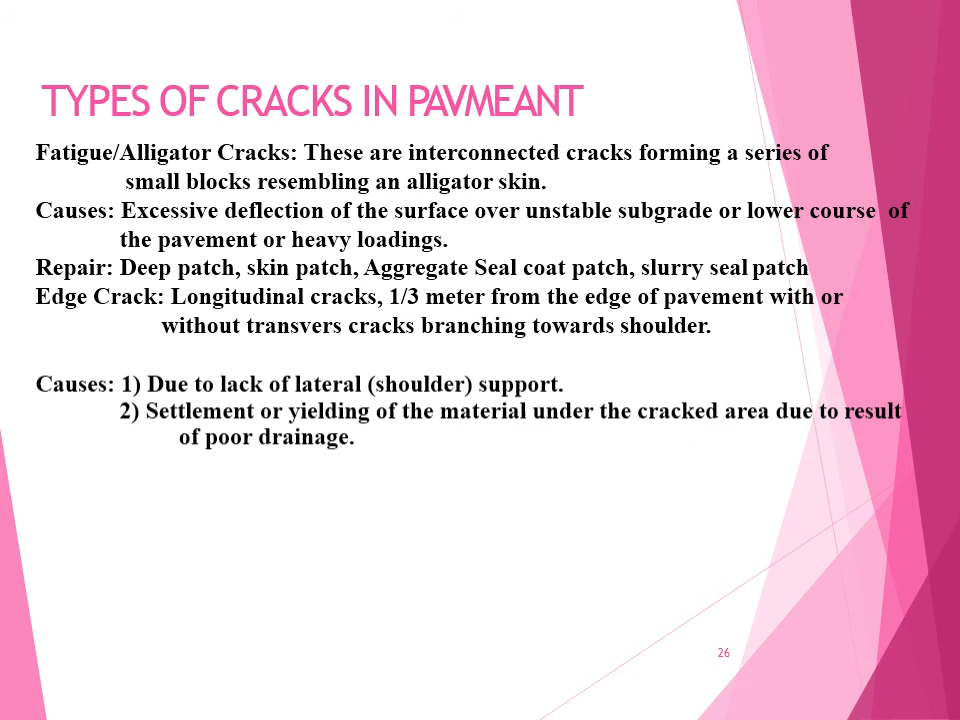 TYPES OF CRACKS IN PAVMEANT
Fatigue/Alligator Cracks: These are interconnected cracks forming a series of
small blocks resembling an alligator skin.
Causes: Excessive deflection of the surface over unstable subgrade or lower course of
the pavement or heavy loadings.
Repair: Deep patch, skin patch, Aggregate Seal coat patch, slurry seal patch
Edge Crack: Longitudinal cracks, 1/3 meter from the edge of pavement with or
without transvers cracks branching towards shoulder.
Causes: 1) Due to lack of lateral (shoulder) support.
2) Settlement or yielding of the material under the cracked area due to result
of poor drainage.
26